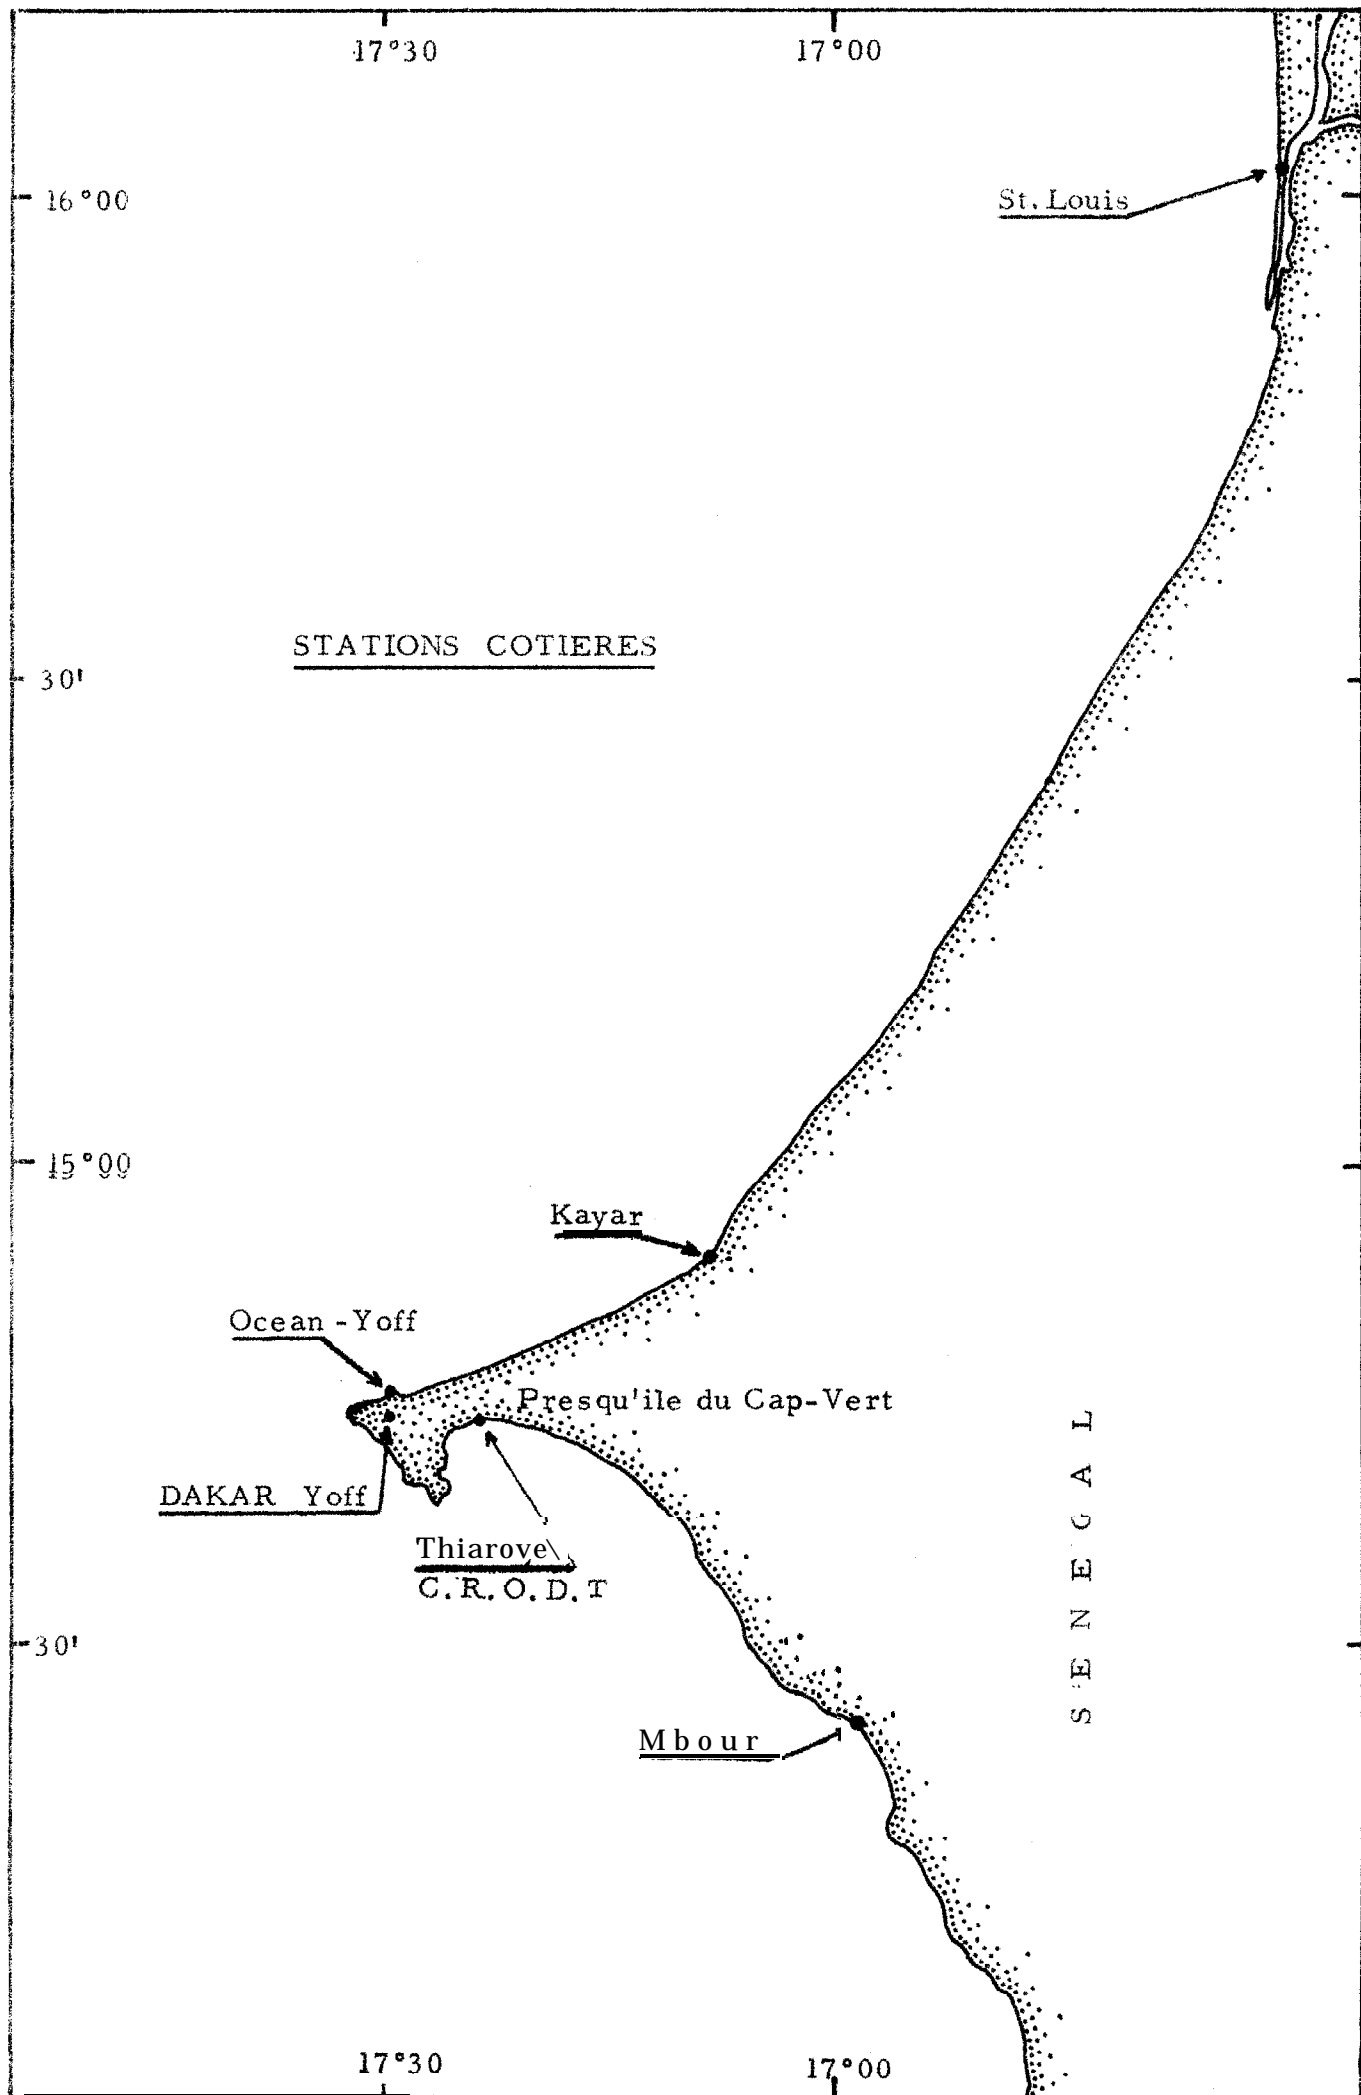 17°30
17°00
16°00
St. Louis
STATIONS COTIERES
30'
15°00
Kayar
Ocean - Yoff
Presqu'ile du Cap-Vert
DAKAR Yoff
Thiarove
C.R.O.D.T
SENEGAL
30'
Mbour
17°30
17°00